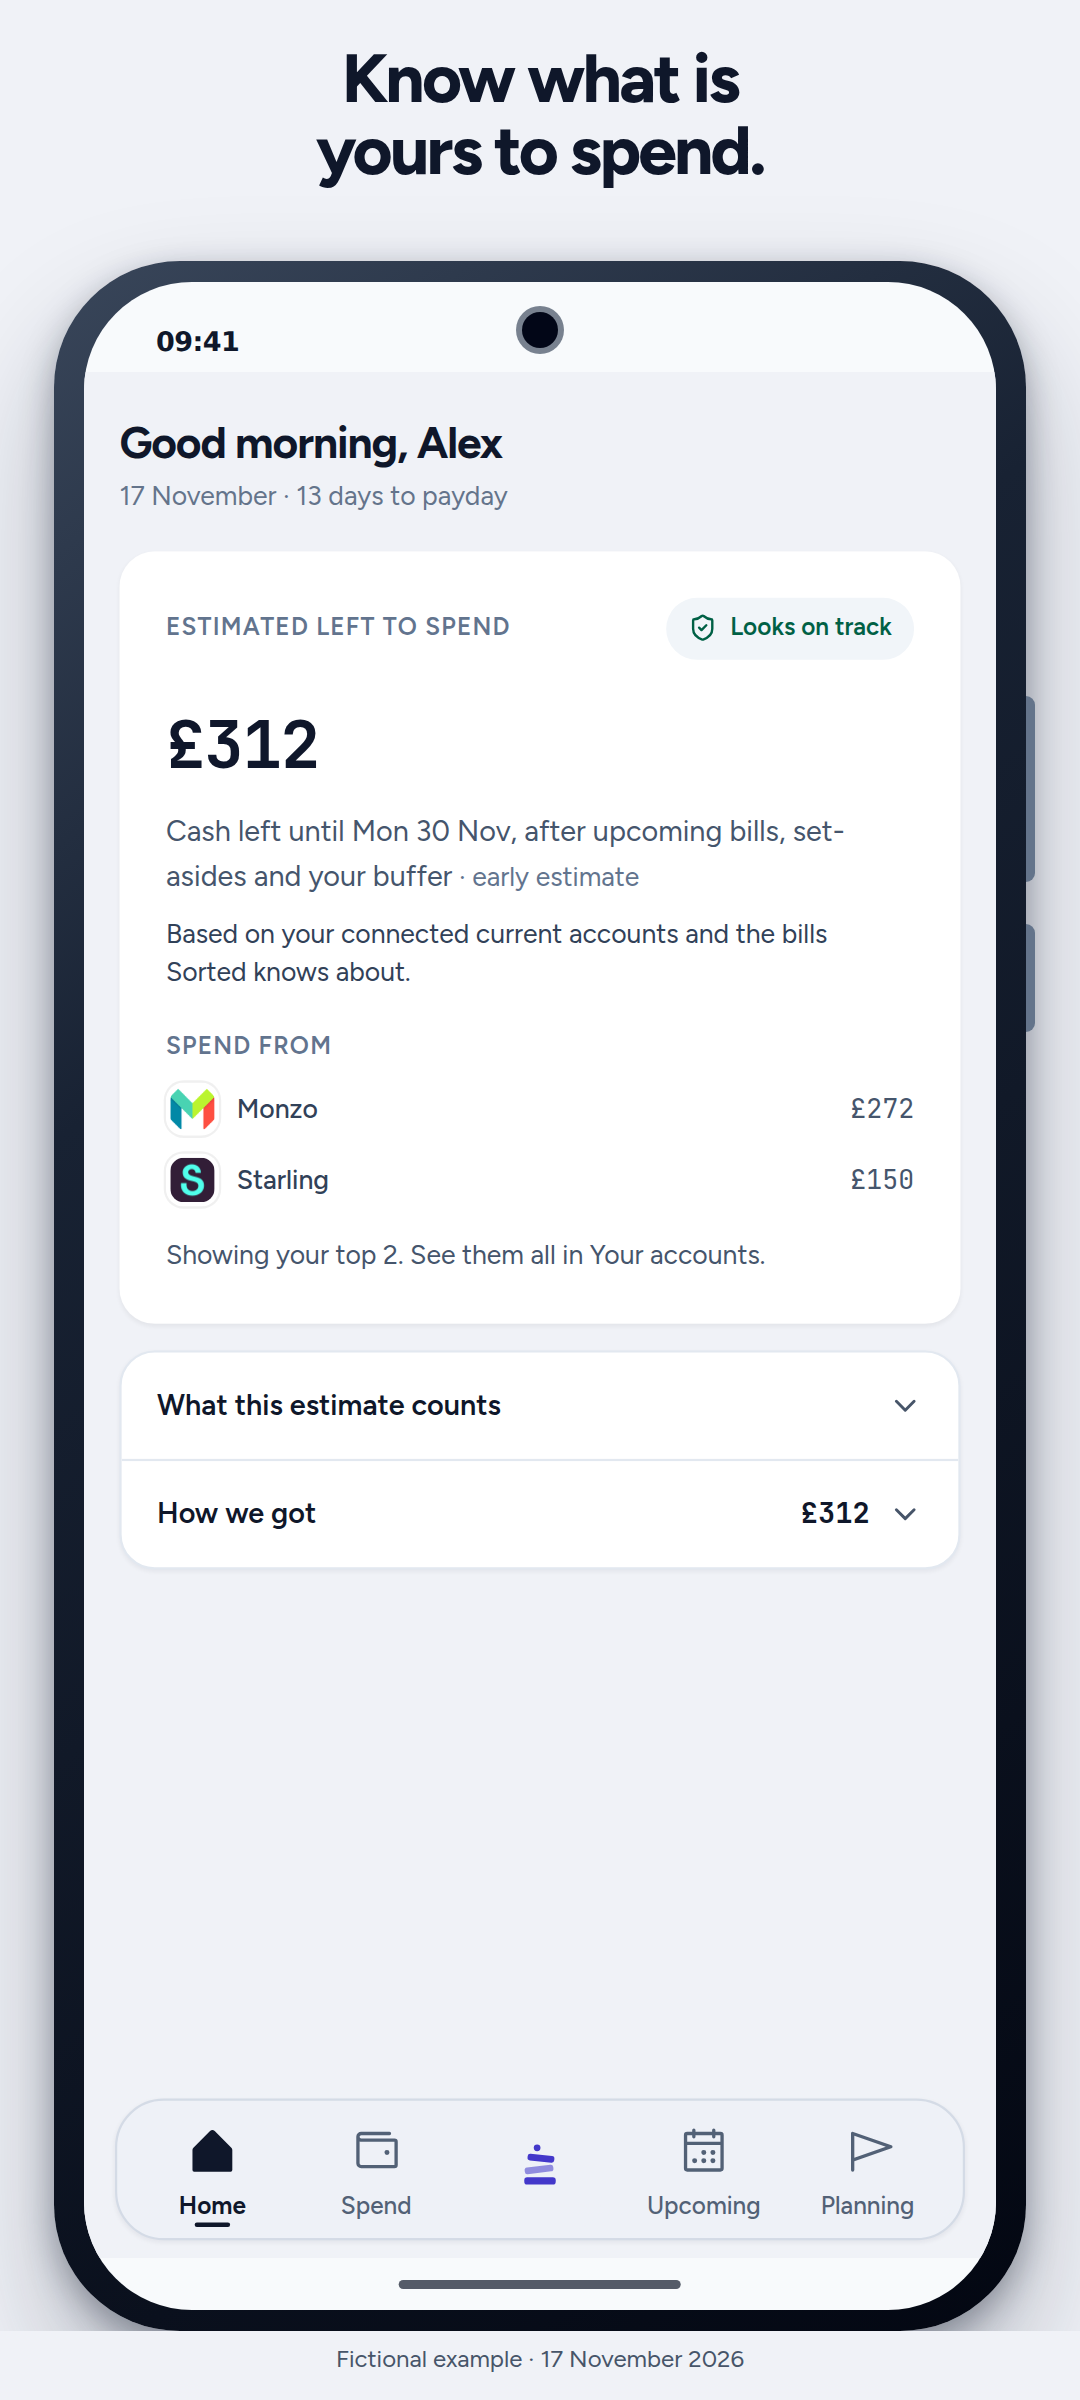 Know what is
yours to spend.
09:41
Good morning, Alex
17 November · 13 days to payday
ESTIMATED LEFT TO SPEND
Looks on track
£312
Cash left until Mon 30 Nov, after upcoming bills, set-
asides and your buffer · early estimate
Based on your connected current accounts and the bills
Sorted knows about.
SPEND FROM
Monzo £272
S Starling £150
Showing your top 2. See them all in Your accounts.
What this estimate counts
How we got £312
Home Spend Upcoming Planning
Fictional example · 17 November 2026